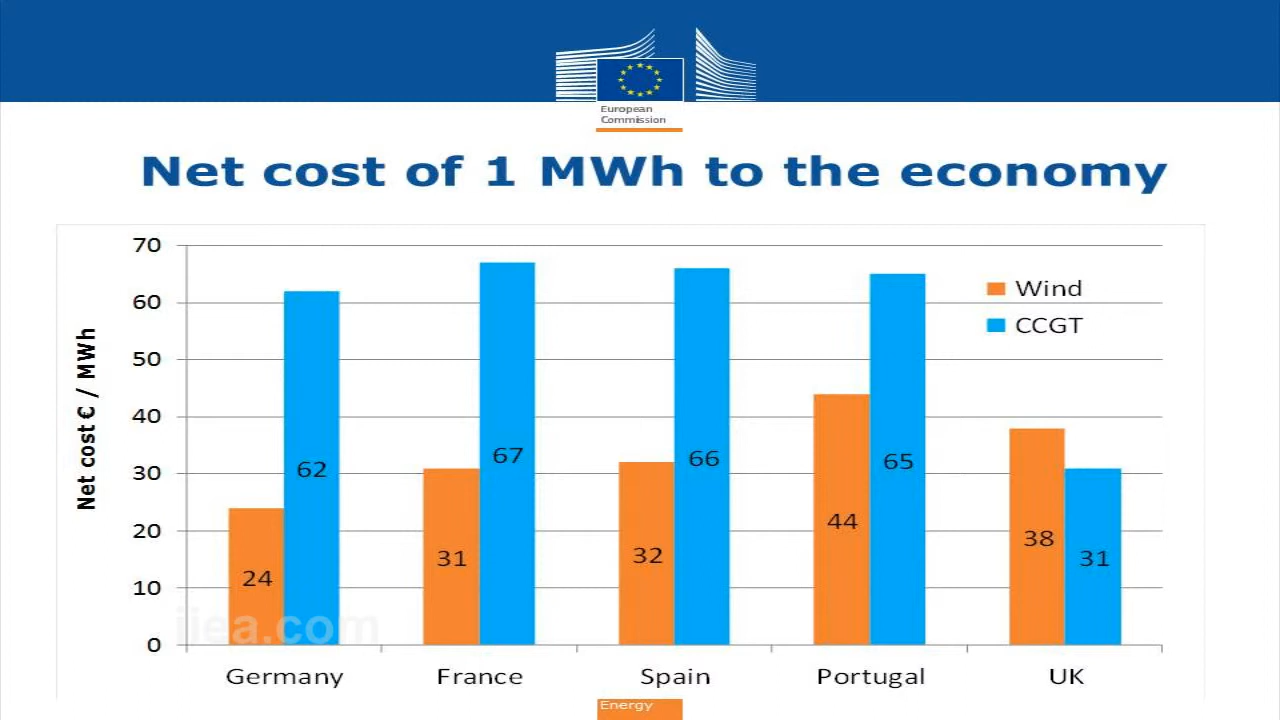 European
Commission
Net cost of 1 MWh to the economy
Net cost € / MWh
70
60
50
40
30
20
10
0
Wind
CCGT
24
62
31
67
32
66
44
65
38
31
iiea.com
Germany
France
Spain
Portugal
UK
Energy